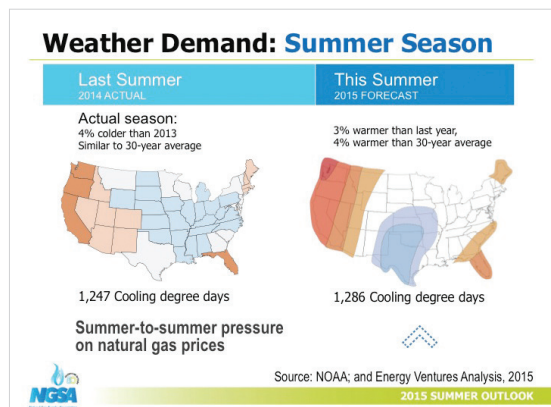 Weather Demand: Summer Season
Last Summer
2014 ACTUAL
This Summer
2015 FORECAST
Actual season:
4% colder than 2013
Similar to 30-year average
3% warmer than last year,
4% warmer than 30-year average
1,247 Cooling degree days
1,286 Cooling degree days
Summer-to-summer pressure
on natural gas prices
Source: NOAA; and Energy Ventures Analysis, 2015
NGSA
2015 SUMMER OUTLOOK